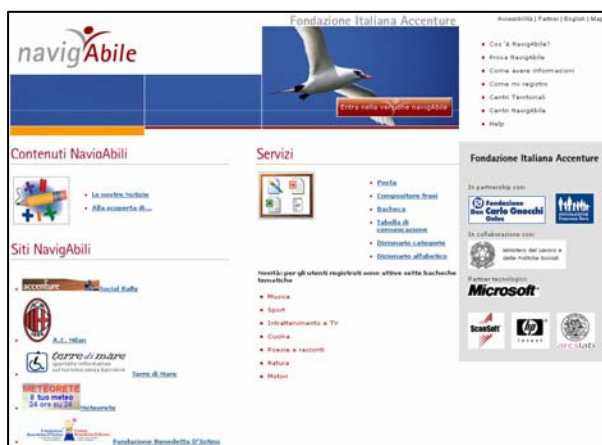 navigAbile
Fondazione Italiana Accenture
Accessibilità | Partner | English | Map
Cos 'à NavigAbile?
Prova NavigAbile
Come avere informazioni
Come mi registro
Centri Territoriali
Centri NavigAbile
Help
Entra nella versione navigAbile
Contenuti NavigAbili
Le nostre Notizie
Alla scoperta di...
Siti NavigAbili
accenture Social Rally
A.C. Milan
terre di mare
sportello informativo
sul turismo senza barriere
Terre di Mare
METEORETE
Il tuo meteo
24 ore su 24
Meteorete
Fondazione Benedetta D'Intino
Servizi
Posta
Compositore frasi
Bacheca
Tabella di
comunicazione
Dizionario categorie
Dizionario alfabetico
Novità: per gli utenti registrati sono attive sette bacheche
tematiche
Musica
Sport
Intrattenimento e TV
Cucina
Poesie e racconti
Natura
Motori
Fondazione Italiana Accenture
In partnership con:
Fondazione
Don Carlo Gnocchi
Onlus
In collaborazione con:
Ministero del Lavoro e
delle Politiche Sociali
Partner tecnologici:
Microsoft
ScanSoft
hp
invent
arcslab